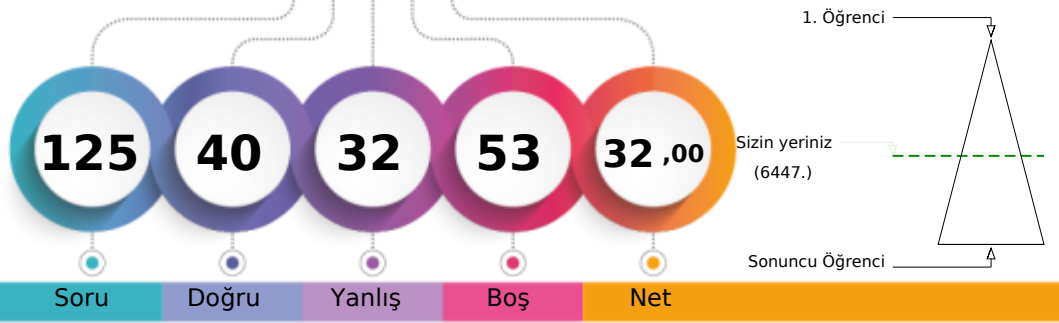 125 40 32 53 32 ,00
Soru Doğru Yanlış Boş Net
1. Öğrenci
Sizin yeriniz
(6447.)
Sonuncu Öğrenci